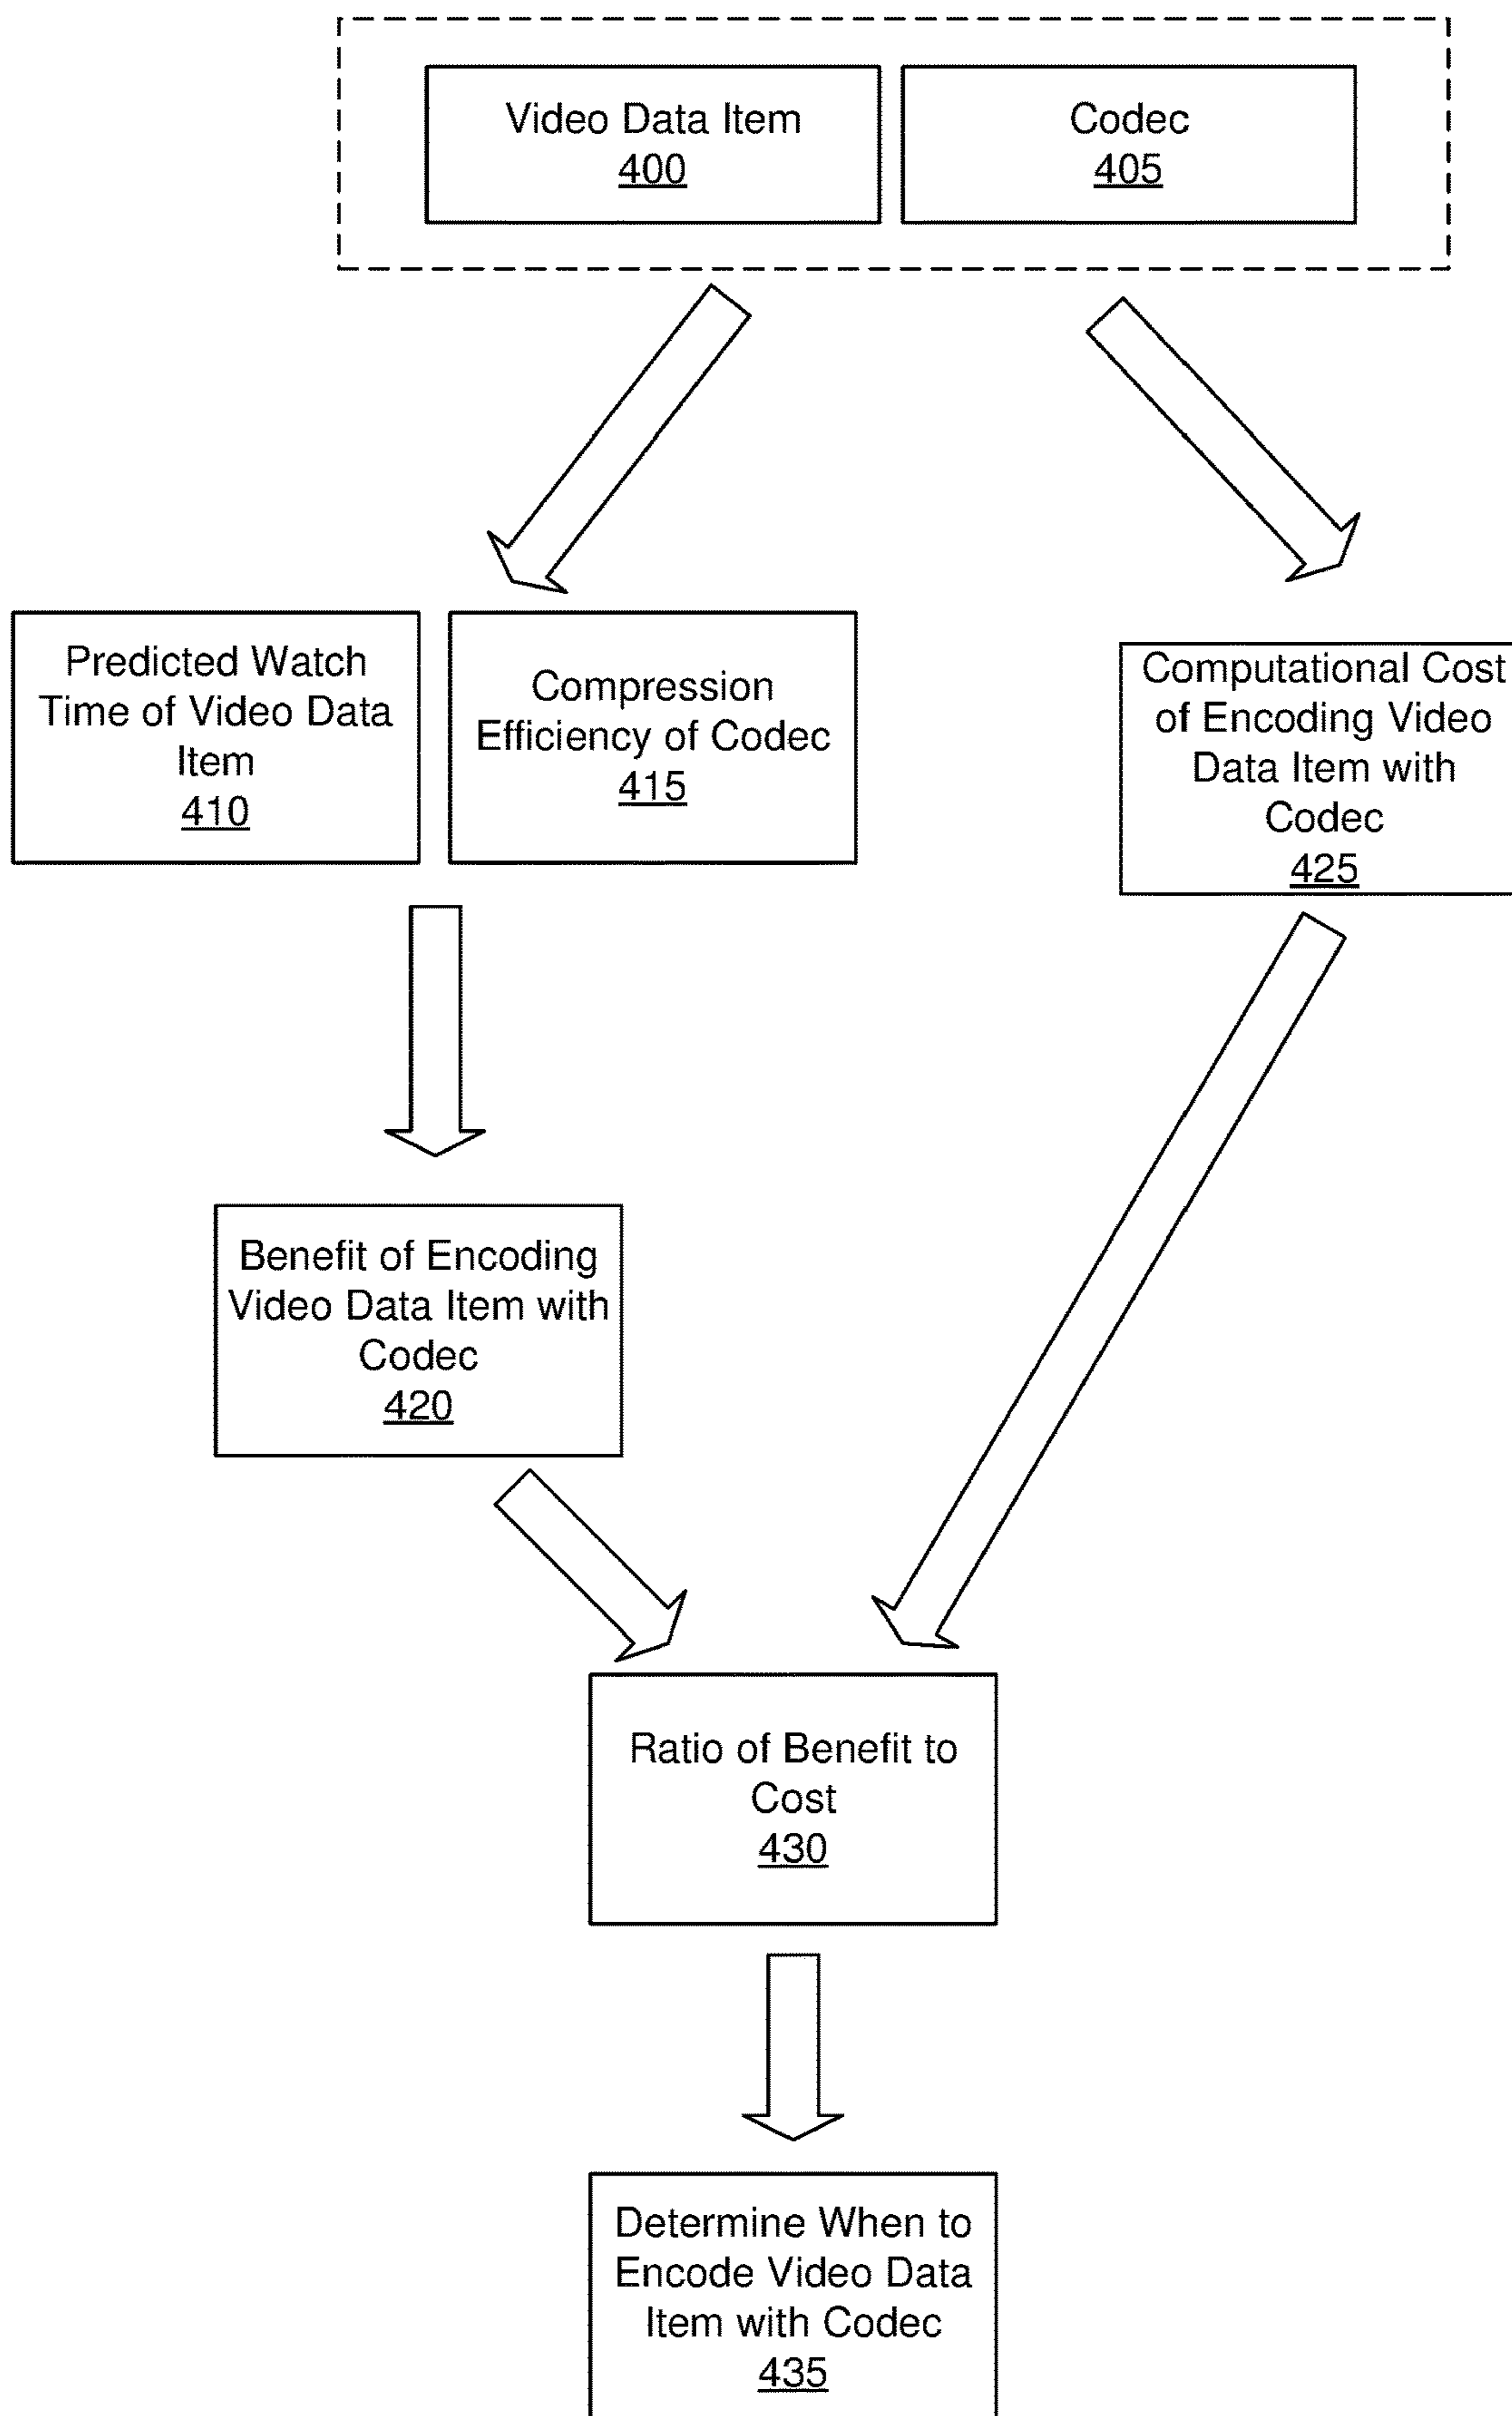 Video Data Item
400
Codec
405
Predicted Watch
Time of Video Data
Item
410
Compression
Efficiency of Codec
415
Computational Cost
of Encoding Video
Data Item with
Codec
425
Benefit of Encoding
Video Data Item with
Codec
420
Ratio of Benefit to
Cost
430
Determine When to
Encode Video Data
Item with Codec
435